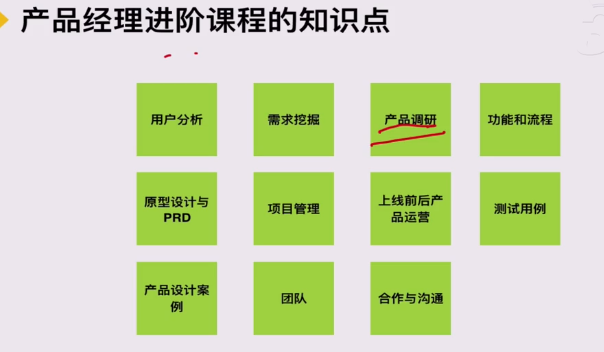 产品经理进阶课程的知识点
用户分析
需求挖掘
产品调研
功能和流程
原型设计与
PRD
项目管理
上线前后产
品运营
测试用例
产品设计案
例
团队
合作与沟通